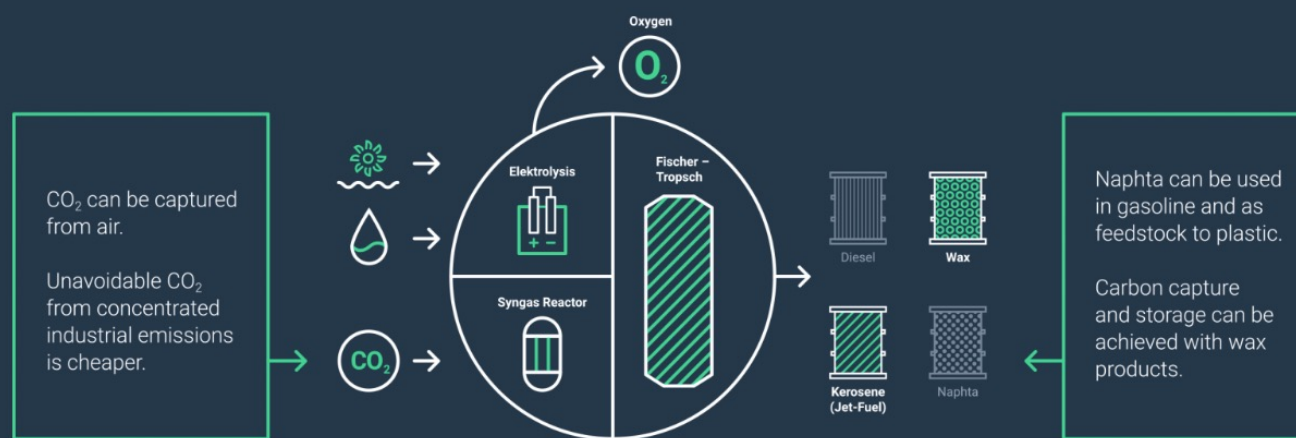 Oxygen
O₂
CO₂ can be captured
from air.
Unavoidable CO₂
from concentrated
industrial emissions
is cheaper.
CO₂
Elektrolysis
+ −
Syngas Reactor
Fischer –
Tropsch
Diesel
Wax
Kerosene
(Jet-Fuel)
Naphta
Naphta can be used
in gasoline and as
feedstock to plastic.
Carbon capture
and storage can be
achieved with wax
products.